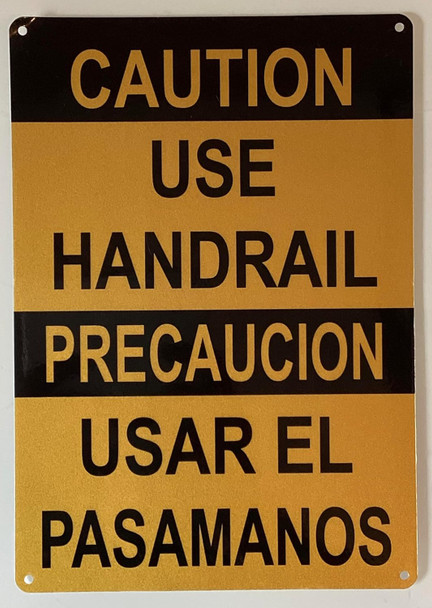 CAUTION
USE
HANDRAIL
PRECAUCION
USAR EL
PASAMANOS